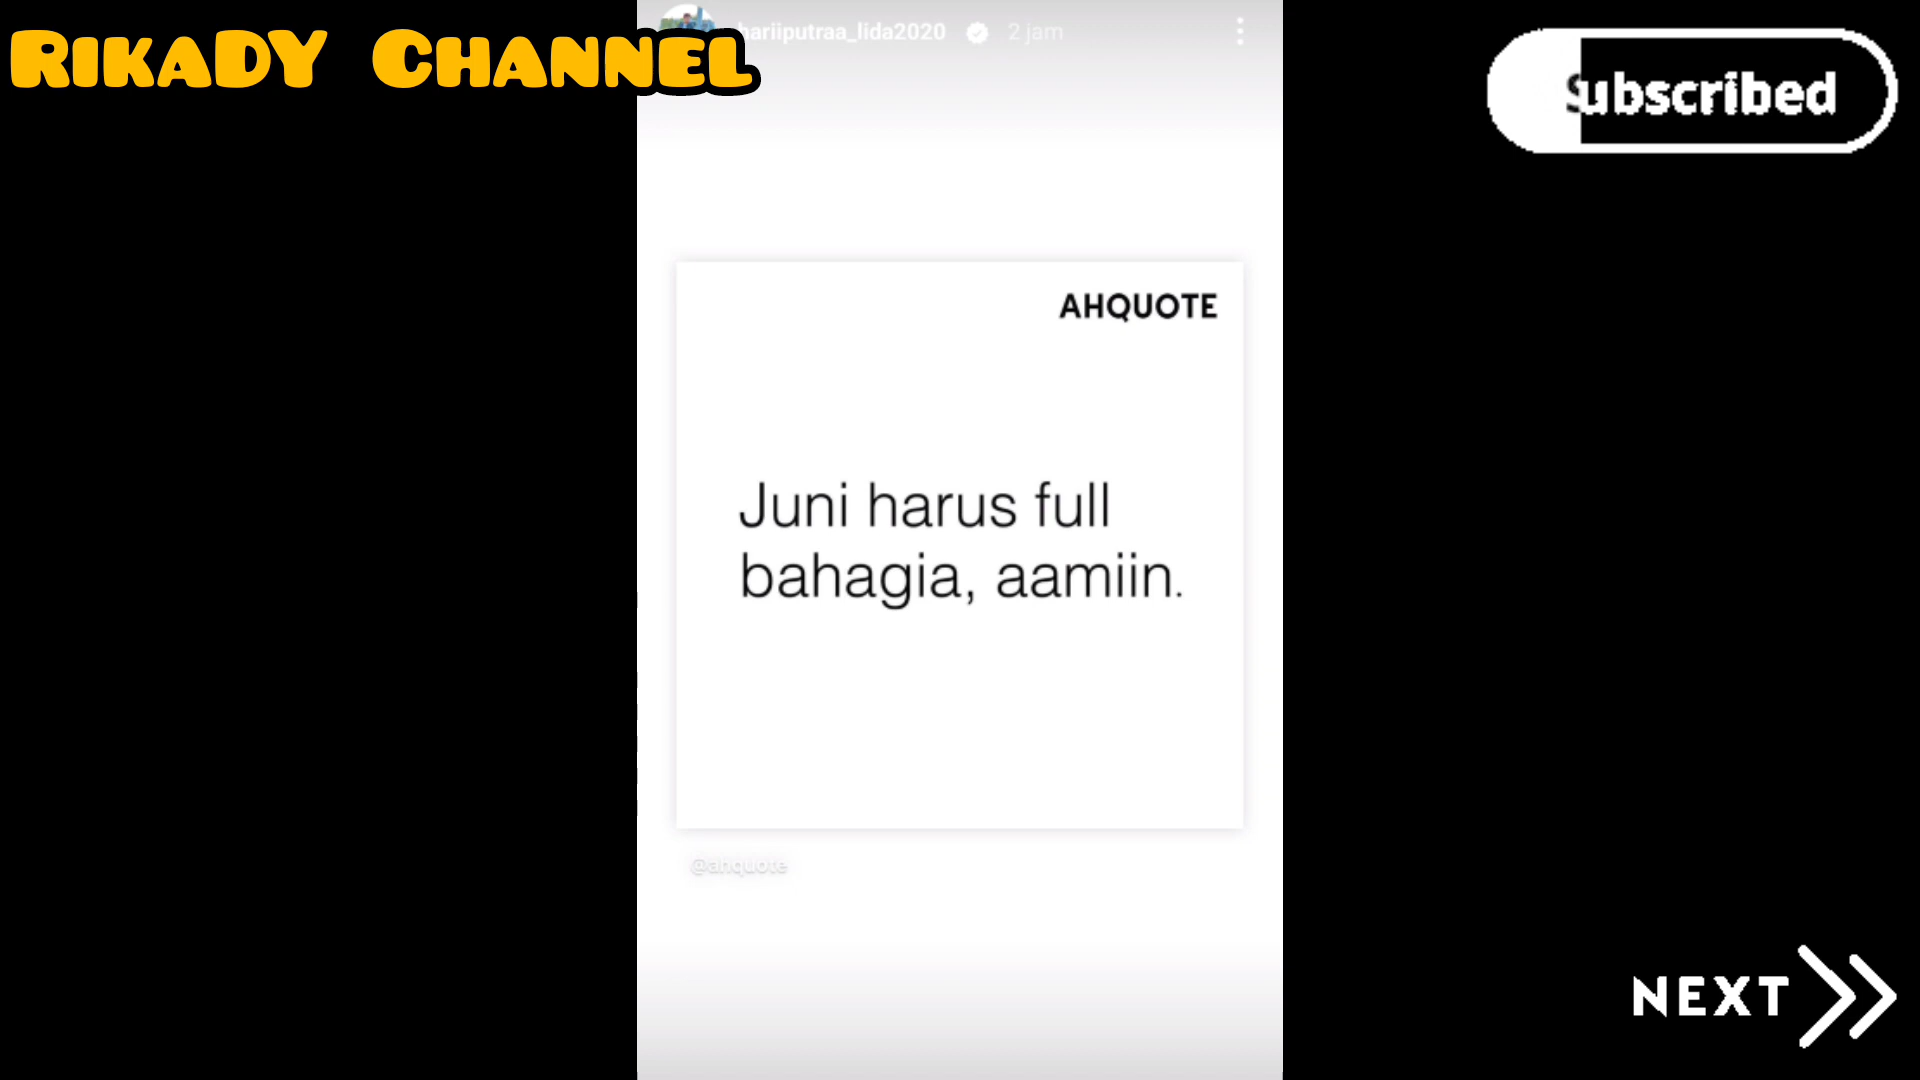 RIKADY CHANNEL
hariiputraa_lida2020 2 jam
Subscribed
AHQUOTE
Juni harus full
bahagia, aamiin.
@ahquote
NEXT